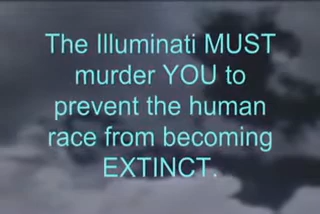 The Illuminati MUST
murder YOU to
prevent the human
race from becoming
EXTINCT.